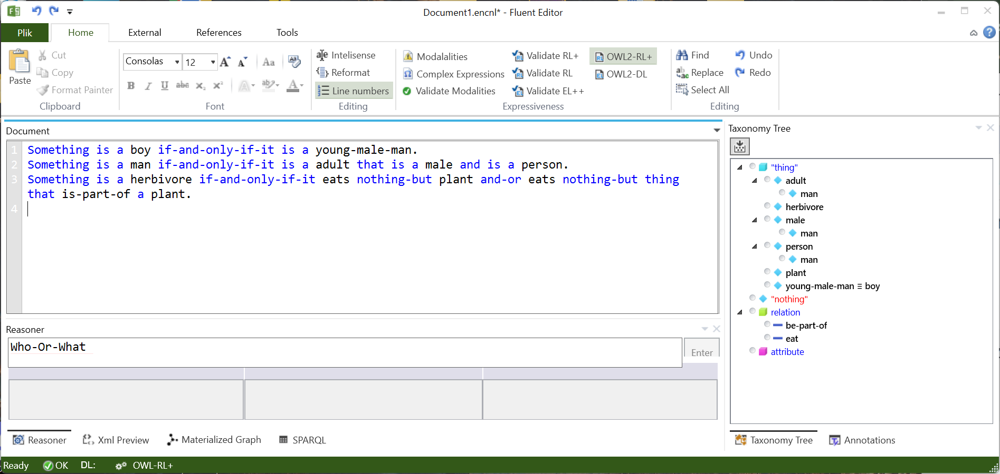 Document1.encnl* - Fluent Editor
Plik Home External References Tools
Paste
Cut
Copy
Format Painter
Clipboard
Consolas 12
Font
Intelisense
Reformat
Line numbers
Editing
Modalalities
Complex Expressions
Validate Modalities
Validate RL+
Validate RL
Validate EL++
OWL2-RL+
OWL2-DL
Expressiveness
Find
Replace
Select All
Undo
Redo
Editing
Document
1 Something is a boy if-and-only-if-it is a young-male-man.
2 Something is a man if-and-only-if-it is a adult that is a male and is a person.
3 Something is a herbivore if-and-only-if-it eats nothing-but plant and-or eats nothing-but thing
that is-part-of a plant.
4
Reasoner
Who-Or-What
Enter
Reasoner Xml Preview Materialized Graph SPARQL
Taxonomy Tree
"thing"
adult
man
herbivore
male
man
person
man
plant
young-male-man ≡ boy
"nothing"
relation
be-part-of
eat
attribute
Taxonomy Tree Annotations
Ready OK DL: OWL-RL+